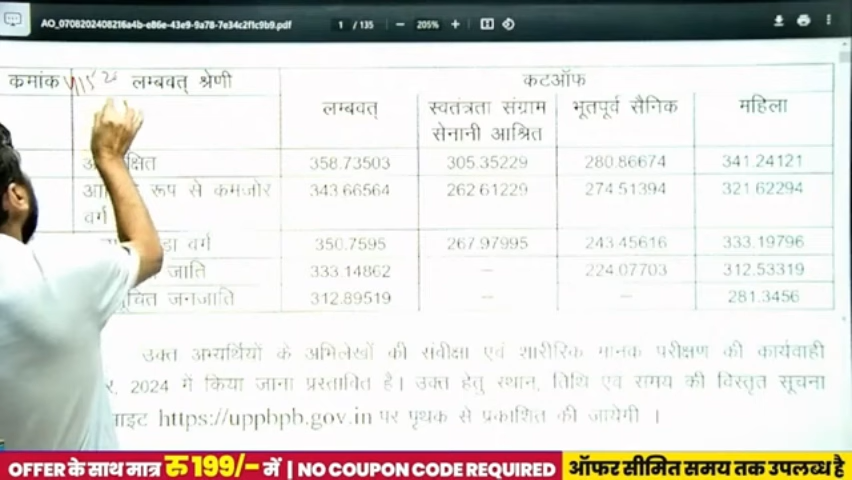 AO_0708202408216a4b-e86e-43e9-9a78-7e34c2f1c9b9.pdf 1 / 135 205%
कमांक लम्बवत् श्रेणी कटऑफ
लम्बवत् स्वतंत्रता संग्राम सेनानी आश्रित भूतपूर्व सैनिक महिला
358.73503 305.35229 280.86674 341.24121
रूप से कमजोर वर्ग 343.66564 262.61229 274.51394 321.62294
वर्ग 350.7595 267.97995 243.45616 333.19796
जाति 333.14862 – 224.07703 312.53319
जनजाति 312.89519 – – 281.3456
उक्त अभ्यर्थियों के अभिलेखों की संवीक्षा एवं शारीरिक मानक परीक्षण की कार्यवाही
2024 में किया जाना प्रस्तावित है। उक्त हेतु स्थान, तिथि एवं समय की विस्तृत सूचना
https://uppbpb.gov.in पर पृथक से प्रकाशित की जायेगी ।
OFFER के साथ मात्र रु 199/- में | NO COUPON CODE REQUIRED ऑफर सीमित समय तक उपलब्ध है